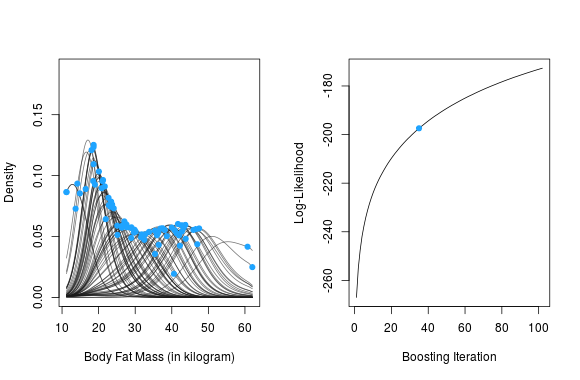 Density
0.00 0.05 0.10 0.15
10 20 30 40 50 60
Body Fat Mass (in kilogram)
Log-Likelihood
-260 -240 -220 -200 -180
0 20 40 60 80 100
Boosting Iteration